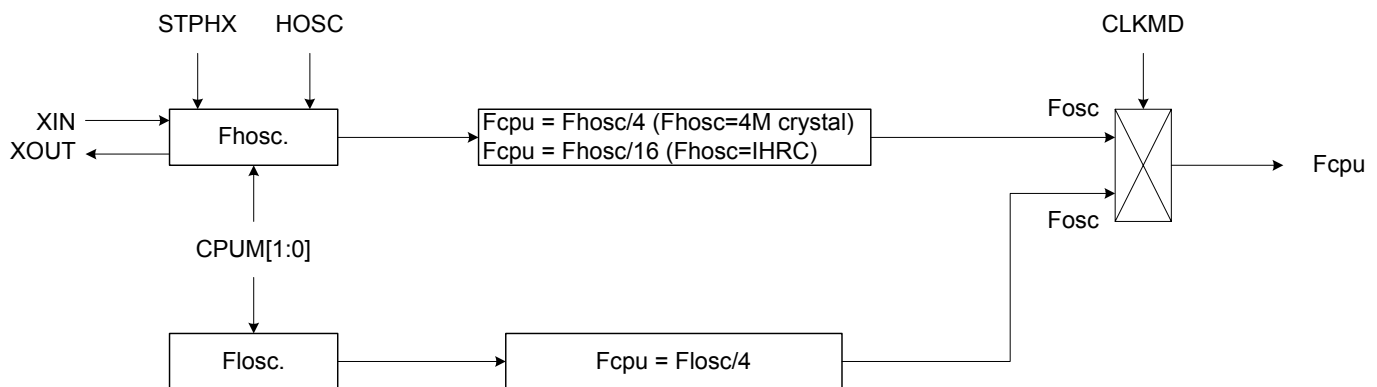 STPHX
HOSC
CLKMD
XIN
XOUT
Fhosc.
Fcpu = Fhosc/4 (Fhosc=4M crystal)
Fcpu = Fhosc/16 (Fhosc=IHRC)
Fosc
Fcpu
Fosc
CPUM[1:0]
Flosc.
Fcpu = Flosc/4